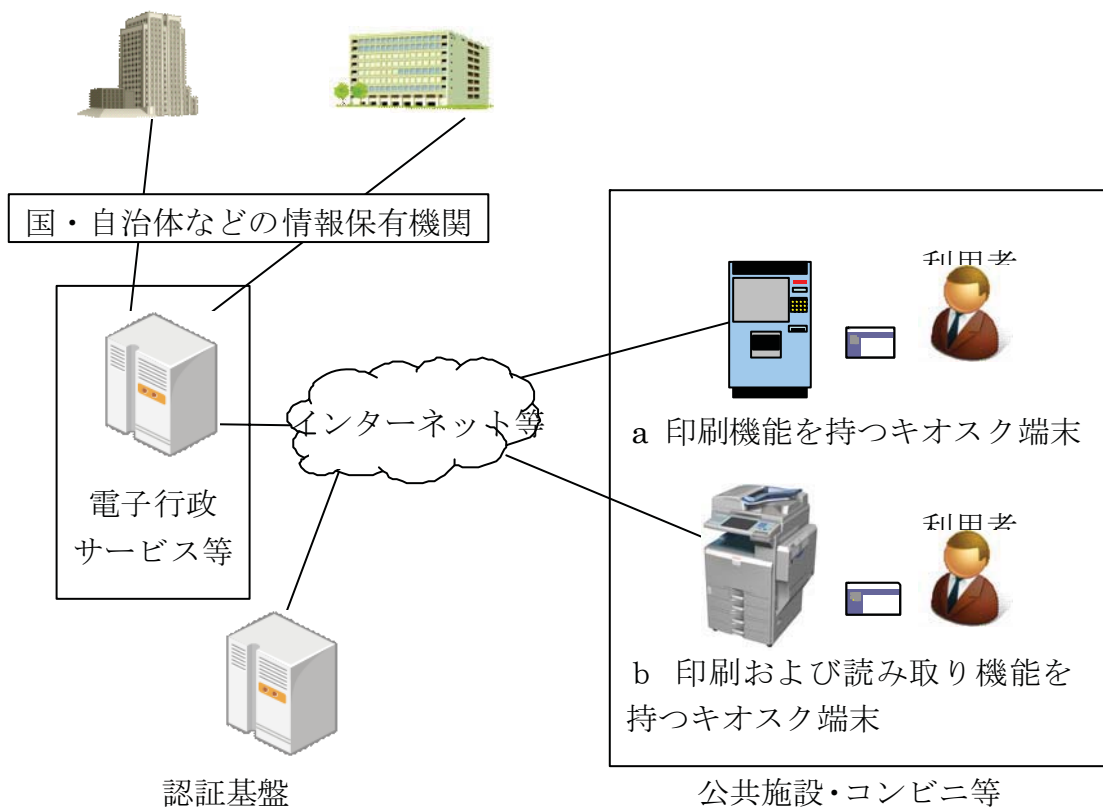 国・自治体などの情報保有機関
利用者
a 印刷機能を持つキオスク端末
インターネット等
電子行政
サービス等
利用者
b 印刷および読み取り機能を
持つキオスク端末
認証基盤
公共施設・コンビニ等